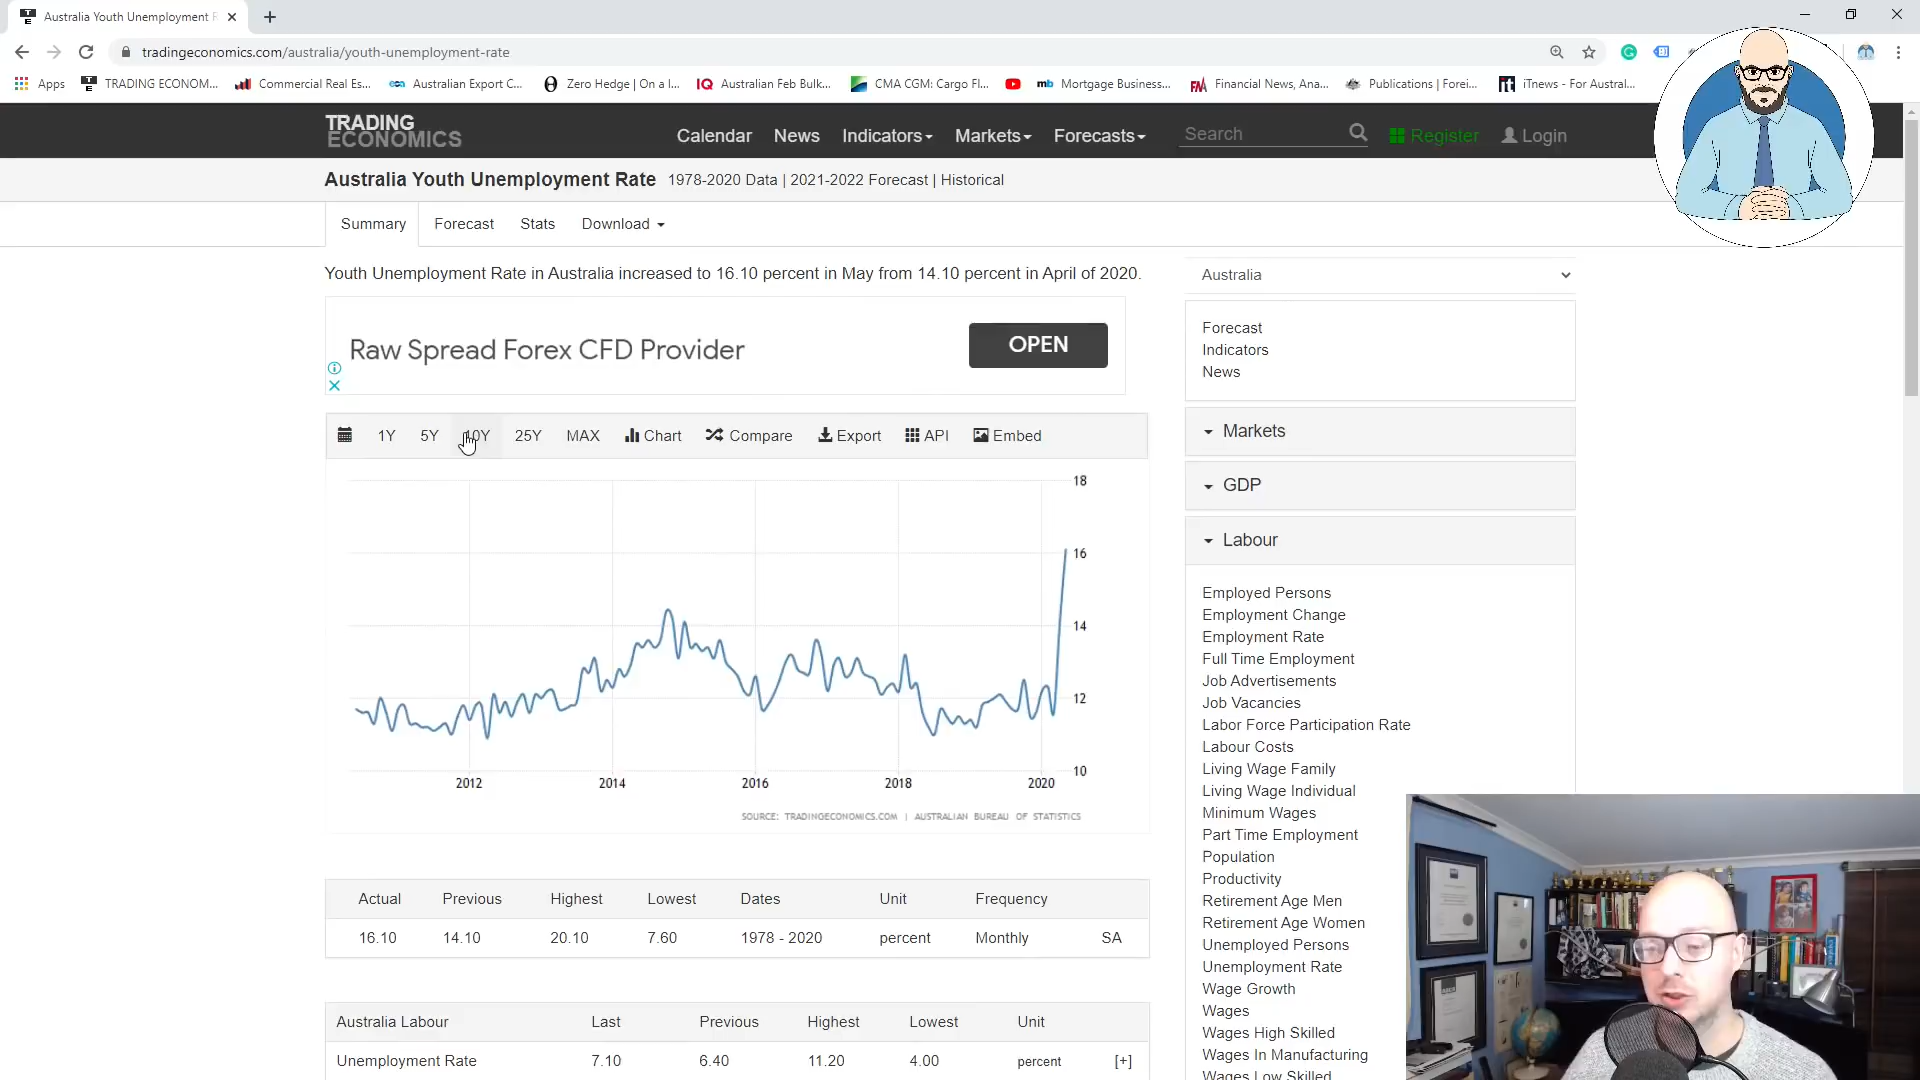 Australia Youth Unemployment R
tradingeconomics.com/australia/youth-unemployment-rate
Apps TRADING ECONOM... Commercial Real Es... Australian Export C... Zero Hedge | On a l... IQ Australian Feb Bulk... CMA CGM: Cargo Fl... mb Mortgage Business... FM Financial News, Ana... Publications | Forei... it iTnews - For Austral...
TRADING
ECONOMICS
Calendar News Indicators Markets Forecasts Search Register Login
Australia Youth Unemployment Rate 1978-2020 Data | 2021-2022 Forecast | Historical
Summary Forecast Stats Download
Youth Unemployment Rate in Australia increased to 16.10 percent in May from 14.10 percent in April of 2020.
Raw Spread Forex CFD Provider
OPEN
1Y 5Y 10Y 25Y MAX Chart Compare Export API Embed
18
16
14
12
10
2012 2014 2016 2018 2020
SOURCE: TRADINGECONOMICS.COM | AUSTRALIAN BUREAU OF STATISTICS
Actual Previous Highest Lowest Dates Unit Frequency
16.10 14.10 20.10 7.60 1978 - 2020 percent Monthly SA
Australia Labour Last Previous Highest Lowest Unit
Unemployment Rate 7.10 6.40 11.20 4.00 percent [+]
Australia
Forecast
Indicators
News
Markets
GDP
Labour
Employed Persons
Employment Change
Employment Rate
Full Time Employment
Job Advertisements
Job Vacancies
Labor Force Participation Rate
Labour Costs
Living Wage Family
Living Wage Individual
Minimum Wages
Part Time Employment
Population
Productivity
Retirement Age Men
Retirement Age Women
Unemployed Persons
Unemployment Rate
Wage Growth
Wages
Wages High Skilled
Wages In Manufacturing
Wages Low Skilled